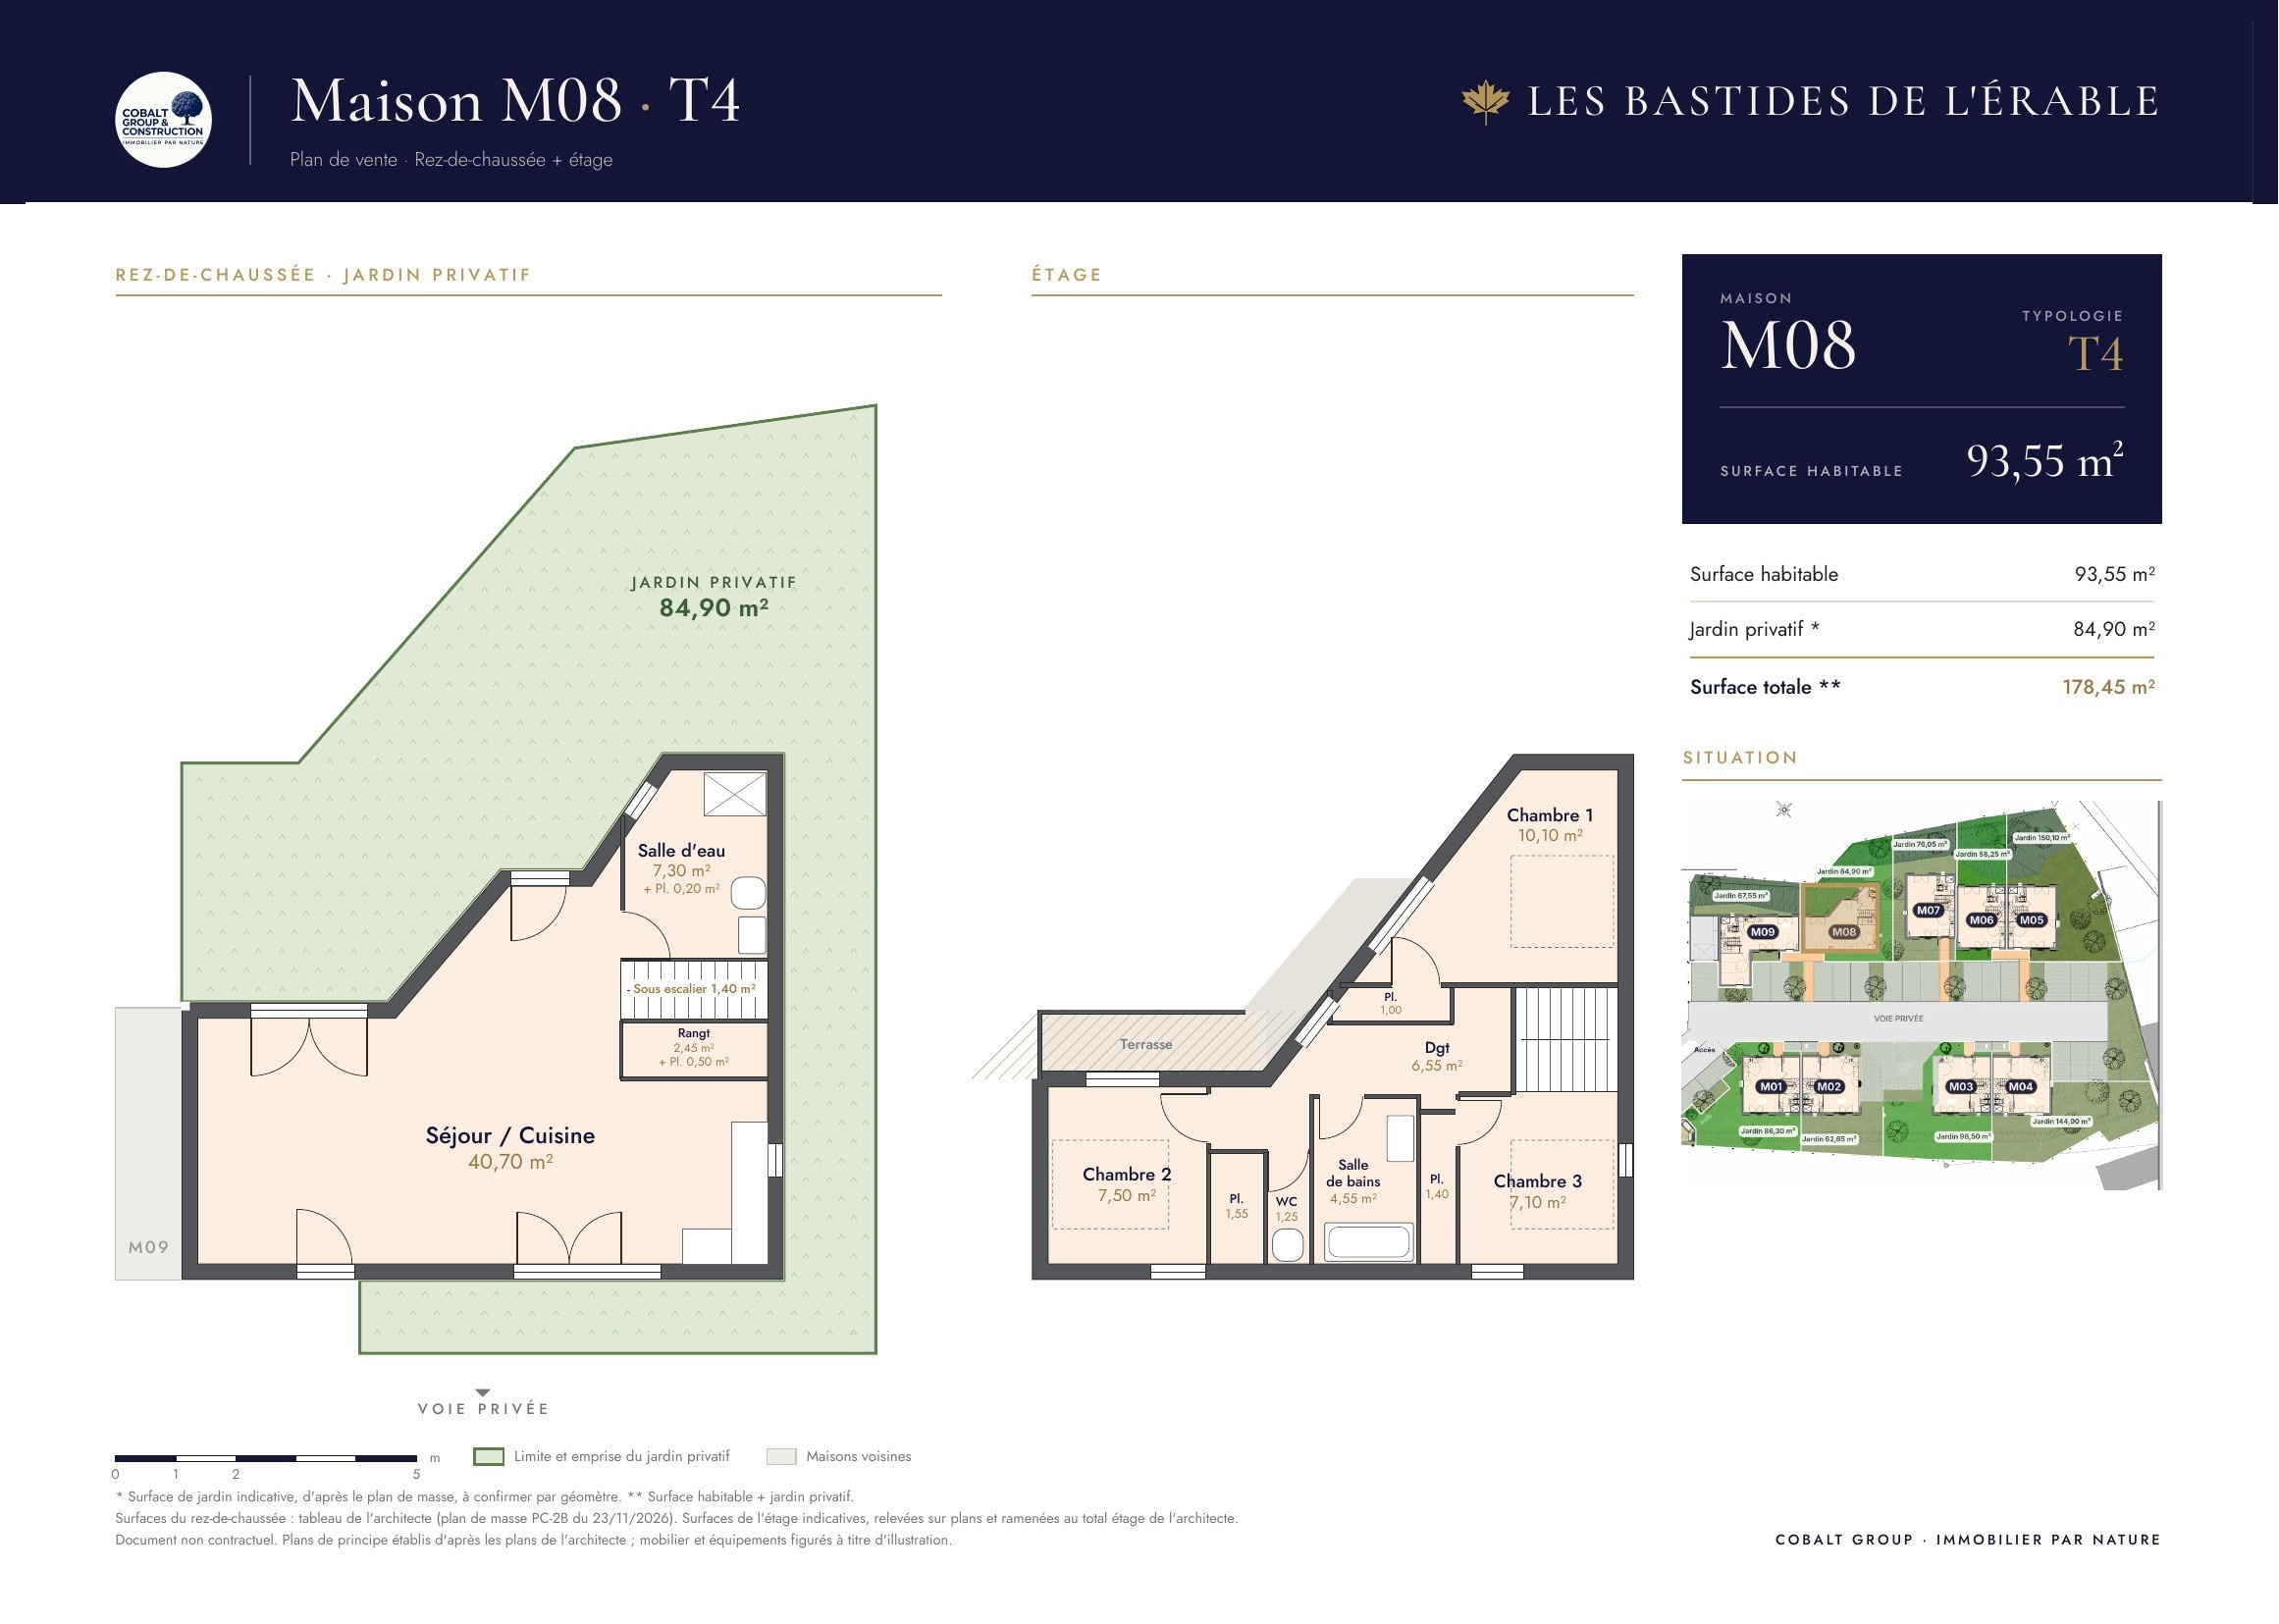 COBALT
GROUP &
CONSTRUCTION
IMMOBILIER PAR NATURE
Maison M08 · T4
Plan de vente · Rez-de-chaussée + étage
LES BASTIDES DE L'ÉRABLE
REZ-DE-CHAUSSÉE · JARDIN PRIVATIF
JARDIN PRIVATIF
84,90 m²
Salle d'eau
7,30 m²
+ Pl. 0,20 m²
- Sous escalier 1,40 m²
Rangt
2,45 m²
+ Pl. 0,50 m²
Séjour / Cuisine
40,70 m²
M09
VOIE PRIVÉE
ÉTAGE
Chambre 1
10,10 m²
Pl.
1,00
Terrasse
Dgt
6,55 m²
Chambre 2
7,50 m²
Pl.
1,55
WC
1,25
Salle
de bains
4,55 m²
Pl.
1,40
Chambre 3
7,10 m²
MAISON
M08
TYPOLOGIE
T4
SURFACE HABITABLE
93,55 m²
Surface habitable 93,55 m²
Jardin privatif * 84,90 m²
Surface totale ** 178,45 m²
SITUATION
Jardin 150,10 m²
Jardin 76,05 m²
Jardin 58,25 m²
Jardin 84,90 m²
Jardin 67,55 m²
M07
M06
M05
M09
M08
VOIE PRIVÉE
Accès
M01
M02
M03
M04
Jardin 144,90 m²
Jardin 86,30 m²
Jardin 62,65 m²
Jardin 98,50 m²
m
0 1 2 5
Limite et emprise du jardin privatif
Maisons voisines
* Surface de jardin indicative, d'après le plan de masse, à confirmer par géomètre. ** Surface habitable + jardin privatif.
Surfaces du rez-de-chaussée : tableau de l'architecte (plan de masse PC-2B du 23/11/2026). Surfaces de l'étage indicatives, relevées sur plans et ramenées au total étage de l'architecte.
Document non contractuel. Plans de principe établis d'après les plans de l'architecte ; mobilier et équipements figurés à titre d'illustration.
COBALT GROUP · IMMOBILIER PAR NATURE